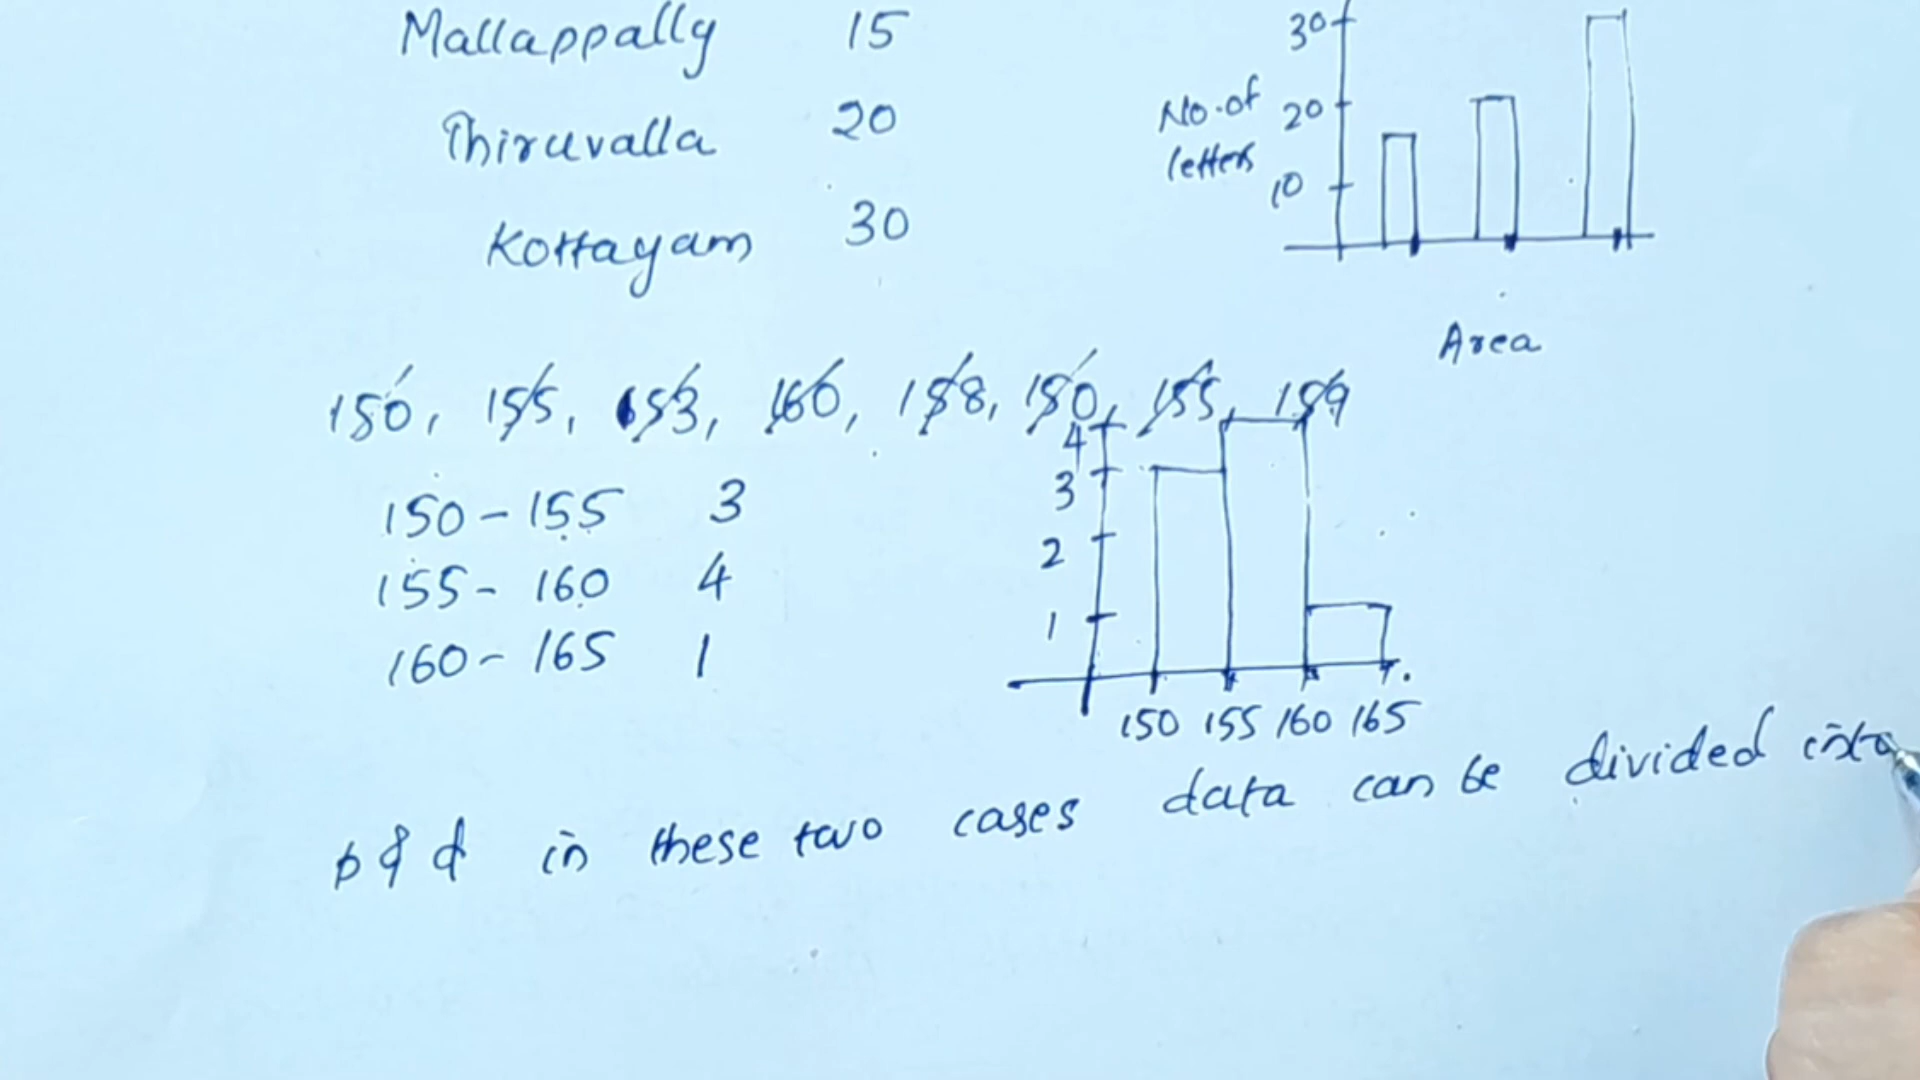 Mallappally 15
Thiruvalla 20
Kottayam 30
30
No. of 20
letters
10
Area
150, 155, 153, 160, 158, 150, 155, 159
150 - 155 3
155 - 160 4
160 - 165 1
4
3
2
1
150 155 160 165
in these two cases data can be divided into